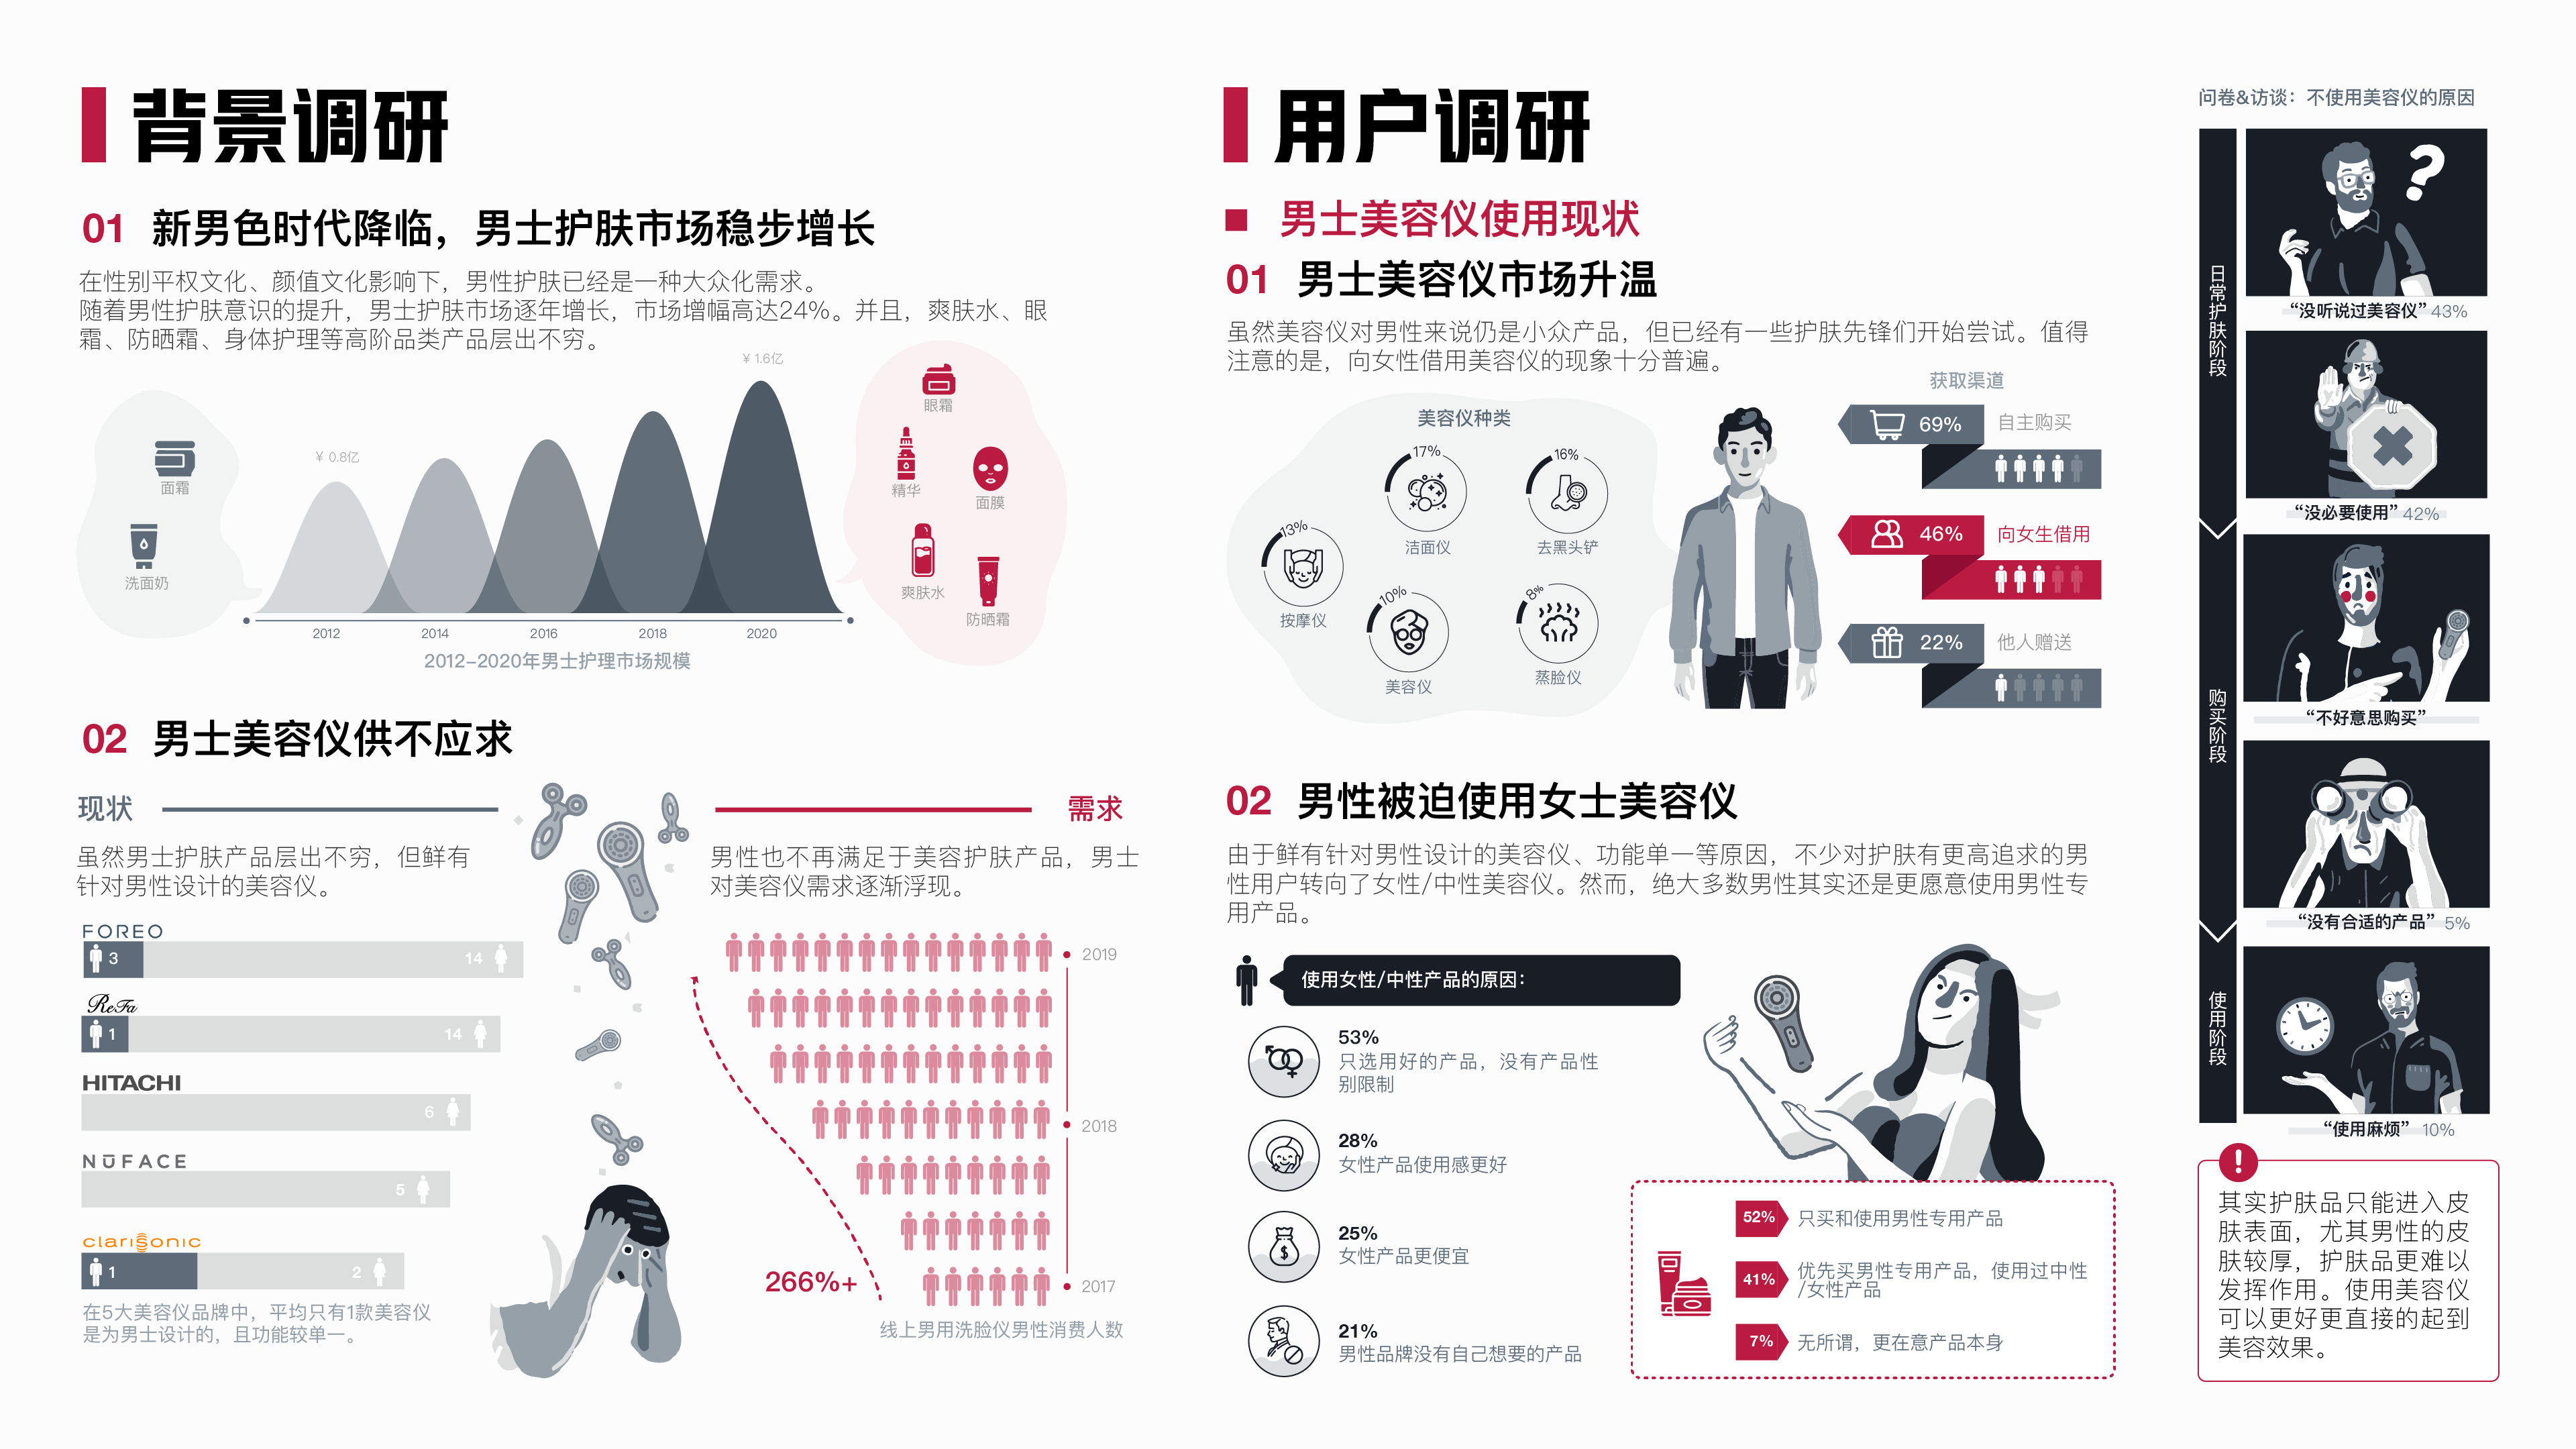 背景调研
01 新男色时代降临，男士护肤市场稳步增长
在性别平权文化、颜值文化影响下，男性护肤已经是一种大众化需求。
随着男性护肤意识的提升，男士护肤市场逐年增长，市场增幅高达24%。并且，爽肤水、眼
霜、防晒霜、身体护理等高阶品类产品层出不穷。
面霜
洗面奶
¥ 0.8亿
¥ 1.6亿
2012
2014
2016
2018
2020
2012-2020年男士护理市场规模
眼霜
精华
面膜
爽肤水
防晒霜
02 男士美容仪供不应求
现状
虽然男士护肤产品层出不穷，但鲜有
针对男性设计的美容仪。
FOREO
3
14
ReFa
1
14
HITACHI
6
NUFACE
5
clarisonic
1
2
在5大美容仪品牌中，平均只有1款美容仪
是为男士设计的，且功能较单一。
需求
男性也不再满足于美容护肤产品，男士
对美容仪需求逐渐浮现。
2019
2018
2017
266%+
线上男用洗脸仪男性消费人数
用户调研
男士美容仪使用现状
01 男士美容仪市场升温
虽然美容仪对男性来说仍是小众产品，但已经有一些护肤先锋们开始尝试。值得
注意的是，向女性借用美容仪的现象十分普遍。
美容仪种类
17%
洁面仪
16%
去黑头铲
13%
按摩仪
10%
美容仪
8%
蒸脸仪
获取渠道
69%
自主购买
46%
向女生借用
22%
他人赠送
02 男性被迫使用女士美容仪
由于鲜有针对男性设计的美容仪、功能单一等原因，不少对护肤有更高追求的男
性用户转向了女性/中性美容仪。然而，绝大多数男性其实还是更愿意使用男性专
用产品。
使用女性/中性产品的原因：
53%
只选用好的产品，没有产品性
别限制
28%
女性产品使用感更好
25%
女性产品更便宜
$
21%
男性品牌没有自己想要的产品
52%
只买和使用男性专用产品
41%
优先买男性专用产品，使用过中性
/女性产品
7%
无所谓，更在意产品本身
问卷&访谈：不使用美容仪的原因
日常护肤阶段
?
“没听说过美容仪” 43%
“没必要使用” 42%
购买阶段
“不好意思购买”
“没有合适的产品” 5%
使用阶段
“使用麻烦” 10%
!
其实护肤品只能进入皮
肤表面，尤其男性的皮
肤较厚，护肤品更难以
发挥作用。使用美容仪
可以更好更直接的起到
美容效果。